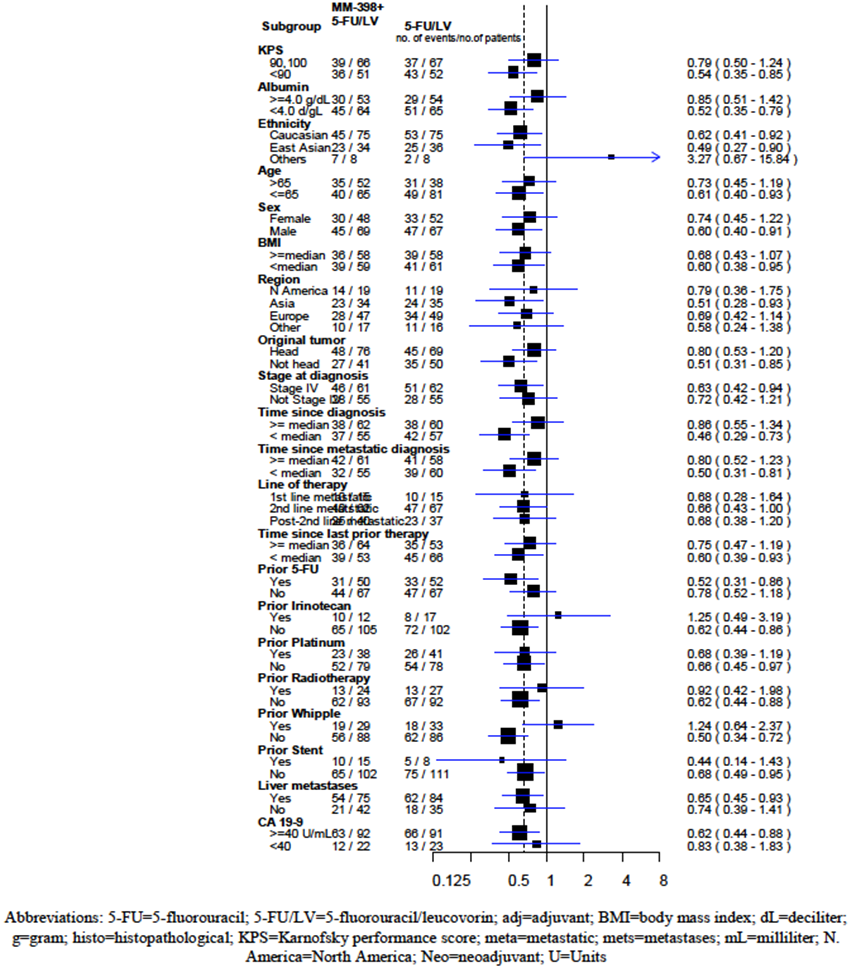 MM-398+
Subgroup 5-FU/LV 5-FU/LV
no. of events/no.of patients
KPS
90,100 39 / 66 37 / 67 0.79 ( 0.50 - 1.24 )
<90 36 / 51 43 / 52 0.54 ( 0.35 - 0.85 )
Albumin
>=4.0 g/dL 30 / 53 29 / 54 0.85 ( 0.51 - 1.42 )
<4.0 d/gL 45 / 64 51 / 65 0.52 ( 0.35 - 0.79 )
Ethnicity
Caucasian 45 / 75 53 / 75 0.62 ( 0.41 - 0.92 )
East Asian 23 / 34 25 / 36 0.49 ( 0.27 - 0.90 )
Others 7 / 8 2 / 8 3.27 ( 0.67 - 15.84 )
Age
>65 35 / 52 31 / 38 0.73 ( 0.45 - 1.19 )
<=65 40 / 65 49 / 81 0.61 ( 0.40 - 0.93 )
Sex
Female 30 / 48 33 / 52 0.74 ( 0.45 - 1.22 )
Male 45 / 69 47 / 67 0.60 ( 0.40 - 0.91 )
BMI
>=median 36 / 58 39 / 58 0.68 ( 0.43 - 1.07 )
<median 39 / 59 41 / 61 0.60 ( 0.38 - 0.95 )
Region
N America 14 / 19 11 / 19 0.79 ( 0.36 - 1.75 )
Asia 23 / 34 24 / 35 0.51 ( 0.28 - 0.93 )
Europe 28 / 47 34 / 49 0.69 ( 0.42 - 1.14 )
Other 10 / 17 11 / 16 0.58 ( 0.24 - 1.38 )
Original tumor
Head 48 / 76 45 / 69 0.80 ( 0.53 - 1.20 )
Not head 27 / 41 35 / 50 0.51 ( 0.31 - 0.85 )
Stage at diagnosis
Stage IV 46 / 61 51 / 62 0.63 ( 0.42 - 0.94 )
Not Stage / 55 28 / 55 0.72 ( 0.42 - 1.21 )
Time since diagnosis
>= median 38 / 62 38 / 60 0.86 ( 0.55 - 1.34 )
< median 37 / 55 42 / 57 0.46 ( 0.29 - 0.73 )
Time since metastatic diagnosis
>= median 42 / 61 41 / 58 0.80 ( 0.52 - 1.23 )
< median 32 / 55 39 / 60 0.50 ( 0.31 - 0.81 )
Line of therapy
1st line 10 / 15 0.68 ( 0.28 - 1.64 )
2nd line 47 / 67 0.66 ( 0.43 - 1.00 )
Post-2nd line 23 / 37 0.68 ( 0.38 - 1.20 )
Time since last prior therapy
>= median 36 / 64 35 / 53 0.75 ( 0.47 - 1.19 )
< median 39 / 53 45 / 66 0.60 ( 0.39 - 0.93 )
Prior 5-FU
Yes 31 / 50 33 / 52 0.52 ( 0.31 - 0.86 )
No 44 / 67 47 / 67 0.78 ( 0.52 - 1.18 )
Prior Irinotecan
Yes 10 / 12 8 / 17 1.25 ( 0.49 - 3.19 )
No 65 / 105 72 / 102 0.62 ( 0.44 - 0.86 )
Prior Platinum
Yes 23 / 38 26 / 41 0.68 ( 0.39 - 1.19 )
No 52 / 79 54 / 78 0.66 ( 0.45 - 0.97 )
Prior Radiotherapy
Yes 13 / 24 13 / 27 0.92 ( 0.42 - 1.98 )
No 62 / 93 67 / 92 0.62 ( 0.44 - 0.88 )
Prior Whipple
Yes 19 / 29 18 / 33 1.24 ( 0.64 - 2.37 )
No 56 / 88 62 / 86 0.50 ( 0.34 - 0.72 )
Prior Stent
Yes 10 / 15 5 / 8 0.44 ( 0.14 - 1.43 )
No 65 / 102 75 / 111 0.68 ( 0.49 - 0.95 )
Liver metastases
Yes 54 / 75 62 / 84 0.65 ( 0.45 - 0.93 )
No 21 / 42 18 / 35 0.74 ( 0.39 - 1.41 )
CA 19-9
>=40 U/mL 63 / 92 66 / 91 0.62 ( 0.44 - 0.88 )
<40 12 / 22 13 / 23 0.83 ( 0.38 - 1.83 )
0.125 0.5 1 2 4 8
Abbreviations: 5-FU=5-fluorouracil; 5-FU/LV=5-fluorouracil/leucovorin; adj=adjuvant; BMI=body mass index; dL=deciliter;
g=gram; histo=histopathological; KPS=Karnofsky performance score; meta=metastatic; mets=metastases; mL=milliliter; N.
America=North America; Neo=neoadjuvant; U=Units